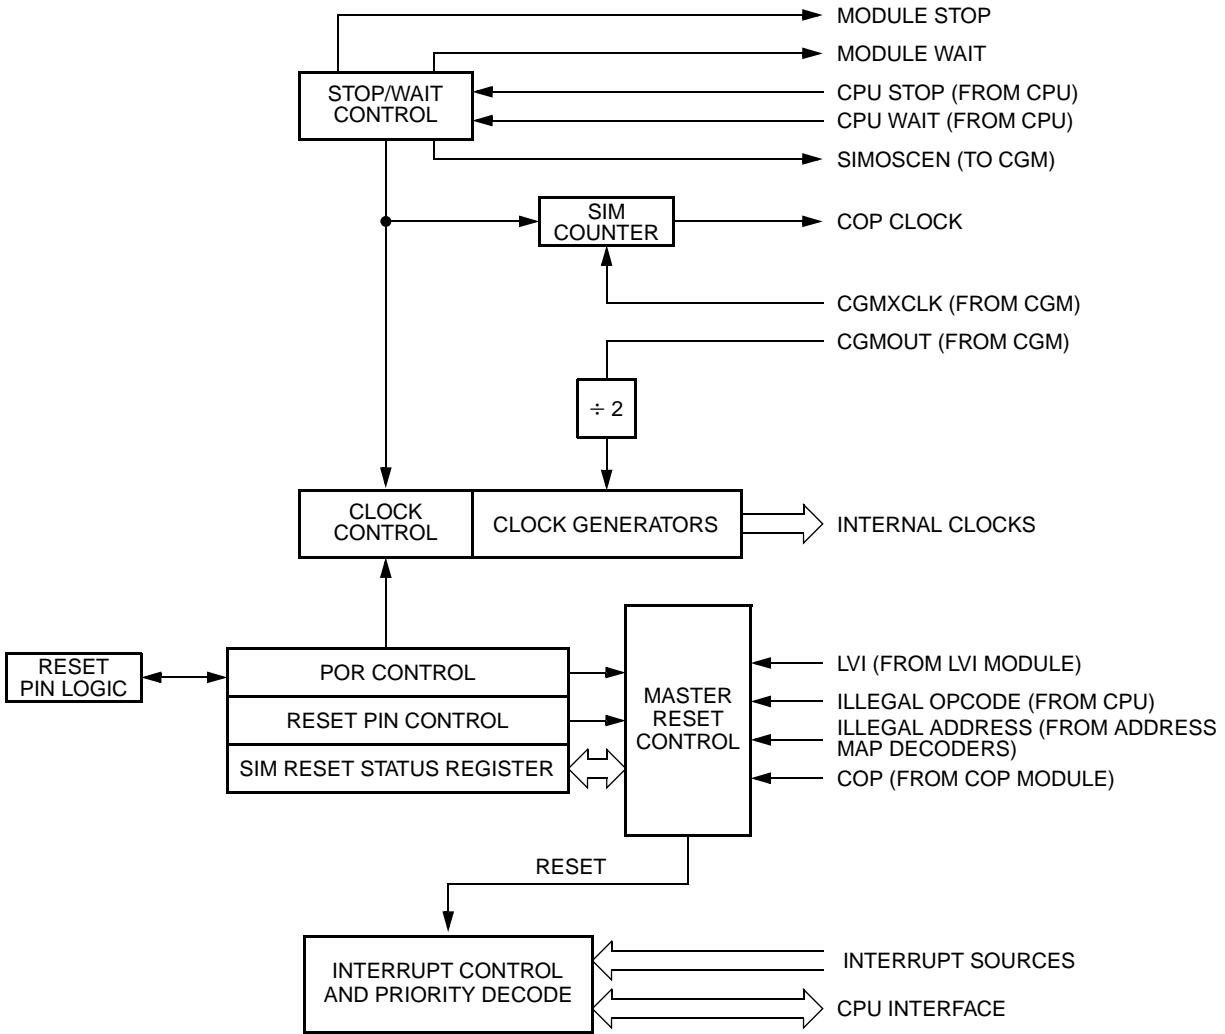 MODULE STOP
MODULE WAIT
STOP/WAIT
CONTROL
CPU STOP (FROM CPU)
CPU WAIT (FROM CPU)
SIMOSCEN (TO CGM)
SIM
COUNTER
COP CLOCK
CGMXCLK (FROM CGM)
CGMOUT (FROM CGM)
÷ 2
CLOCK
CONTROL
CLOCK GENERATORS
INTERNAL CLOCKS
RESET
PIN LOGIC
POR CONTROL
RESET PIN CONTROL
SIM RESET STATUS REGISTER
MASTER
RESET
CONTROL
LVI (FROM LVI MODULE)
ILLEGAL OPCODE (FROM CPU)
ILLEGAL ADDRESS (FROM ADDRESS
MAP DECODERS)
COP (FROM COP MODULE)
RESET
INTERRUPT CONTROL
AND PRIORITY DECODE
INTERRUPT SOURCES
CPU INTERFACE